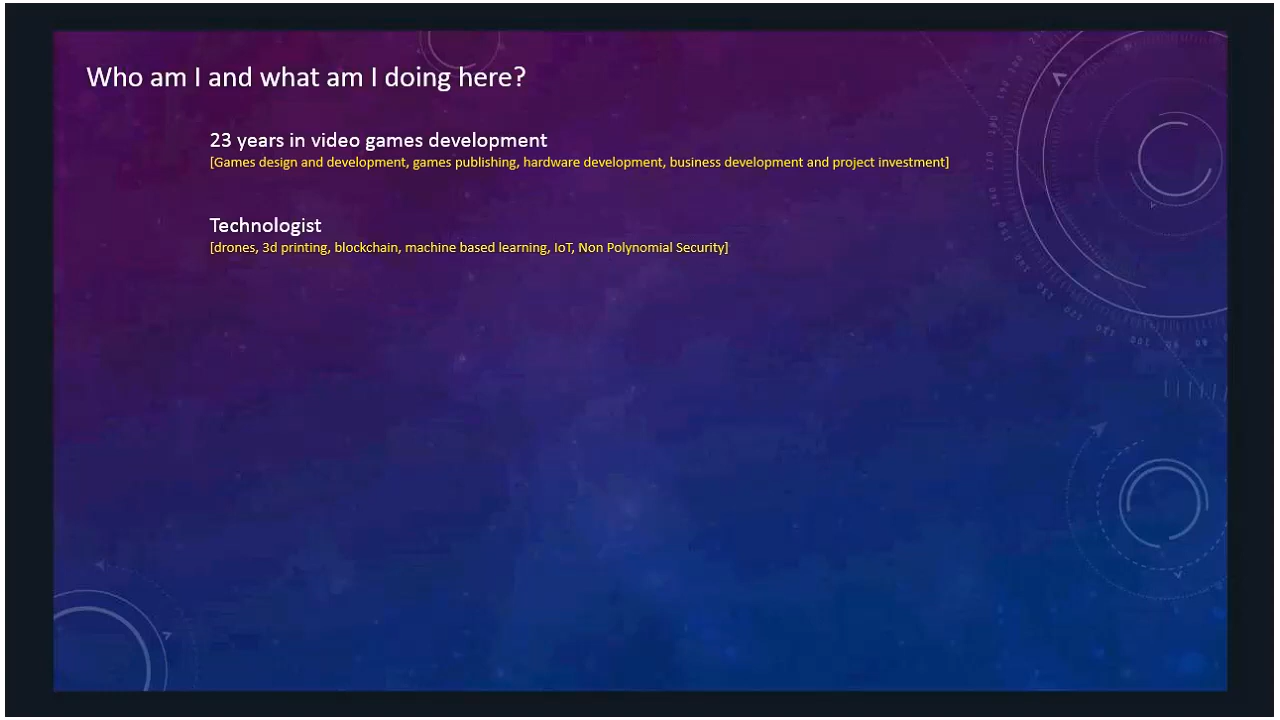 Who am I and what am I doing here?
23 years in video games development
[Games design and development, games publishing, hardware development, business development and project investment]
Technologist
[drones, 3d printing, blockchain, machine based learning, IoT, Non Polynomial Security]